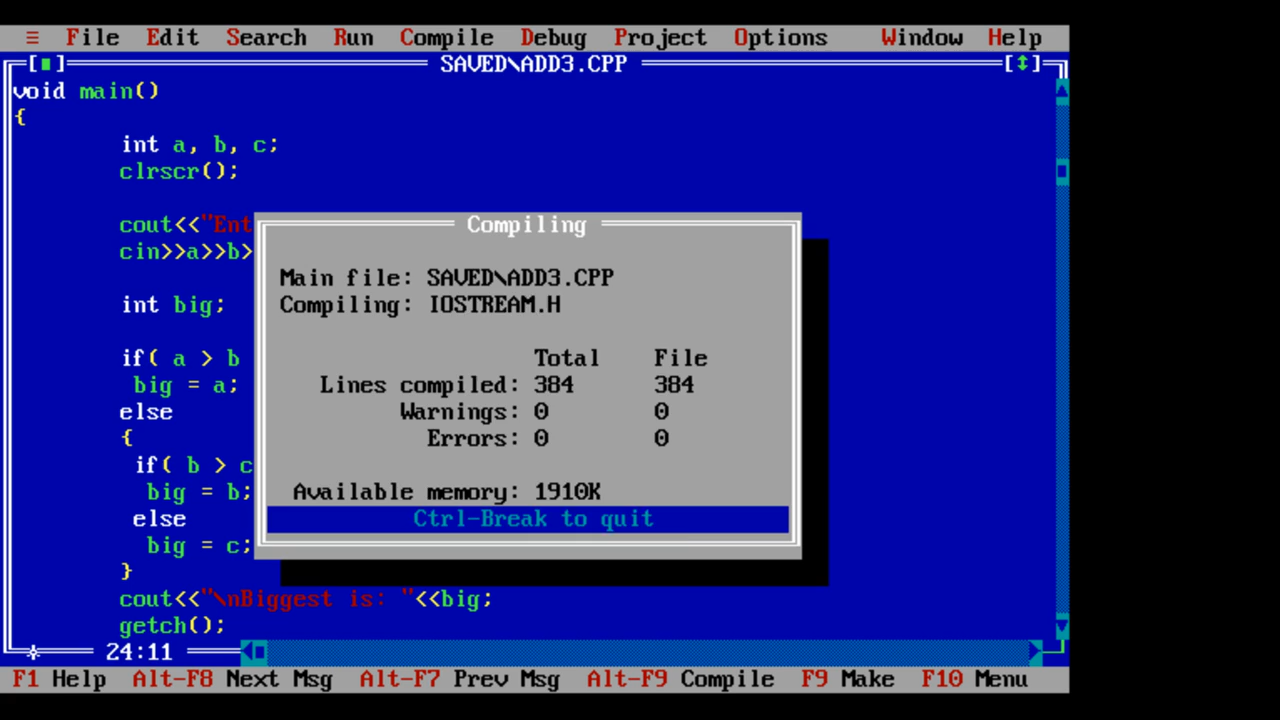 ≡ File Edit Search Run Compile Debug Project Options Window Help
[■] SAVED\ADD3.CPP [↕]
void main()
{
int a, b, c;
clrscr();
cout<<"Ent
cin>>a>>b>
int big;
if( a > b
big = a;
else
{
if( b > c
big = b;
else
big = c;
}
cout<<"\nBiggest is: "<<big;
getch();
Compiling
Main file: SAVED\ADD3.CPP
Compiling: IOSTREAM.H
Total File
Lines compiled: 384 384
Warnings: 0 0
Errors: 0 0
Available memory: 1910K
Ctrl-Break to quit
24:11
F1 Help Alt-F8 Next Msg Alt-F7 Prev Msg Alt-F9 Compile F9 Make F10 Menu